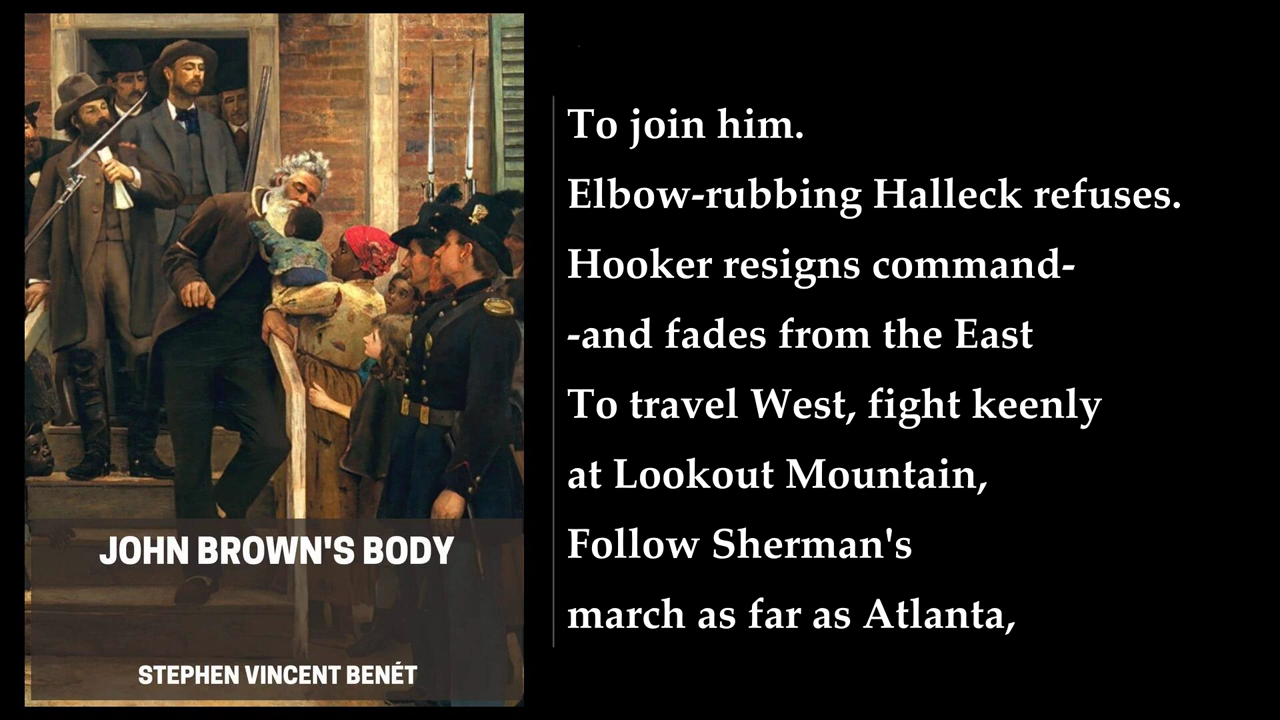 JOHN BROWN'S BODY
STEPHEN VINCENT BENÉT
To join him.
Elbow-rubbing Halleck refuses.
Hooker resigns command-
-and fades from the East
To travel West, fight keenly
at Lookout Mountain,
Follow Sherman's
march as far as Atlanta,